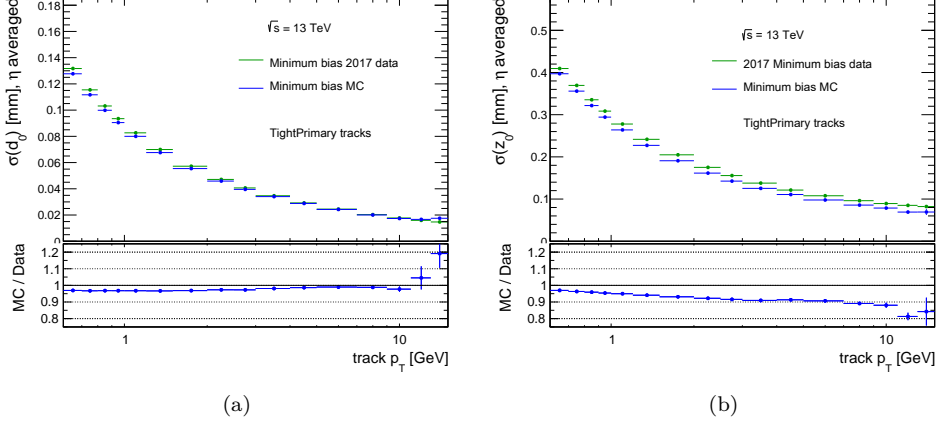 0.18
0.16
0.14
0.12
0.1
0.08
0.06
0.04
0.02
0
σ(d₀) [mm], η averaged
√s = 13 TeV
Minimum bias 2017 data
Minimum bias MC
TightPrimary tracks
1.2
1.1
1
0.9
0.8
MC / Data
1
10
track p_T [GeV]
(a)
0.5
0.4
0.3
0.2
0.1
0
σ(z₀) [mm], η averaged
√s = 13 TeV
2017 Minimum bias data
Minimum bias MC
TightPrimary tracks
1.2
1.1
1
0.9
0.8
MC / Data
1
10
track p_T [GeV]
(b)